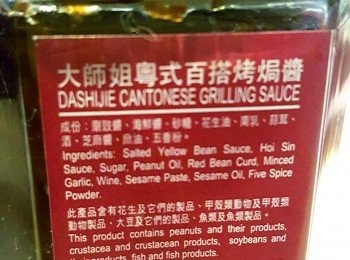 大師姐粵式百搭烤焗醬
DASHIJIE CANTONESE GRILLING SAUCE
成份：磨豉醬、海鮮醬、砂糖、花生油、南乳、蒜茸、
酒、芝麻醬、麻油、五香粉。
Ingredients: Salted Yellow Bean Sauce, Hoi Sin
Sauce, Sugar, Peanut Oil, Red Bean Curd, Minced
Garlic, Wine, Sesame Paste, Sesame Oil, Five Spice
Powder.
此產品含有花生及它們的製品、甲殼類動物及甲殼類
動物製品、大豆及它們的製品、魚類及魚類製品。
This product contains peanuts and their products,
crustacea and crustacean products, soybeans and
their products, fish and fish products.